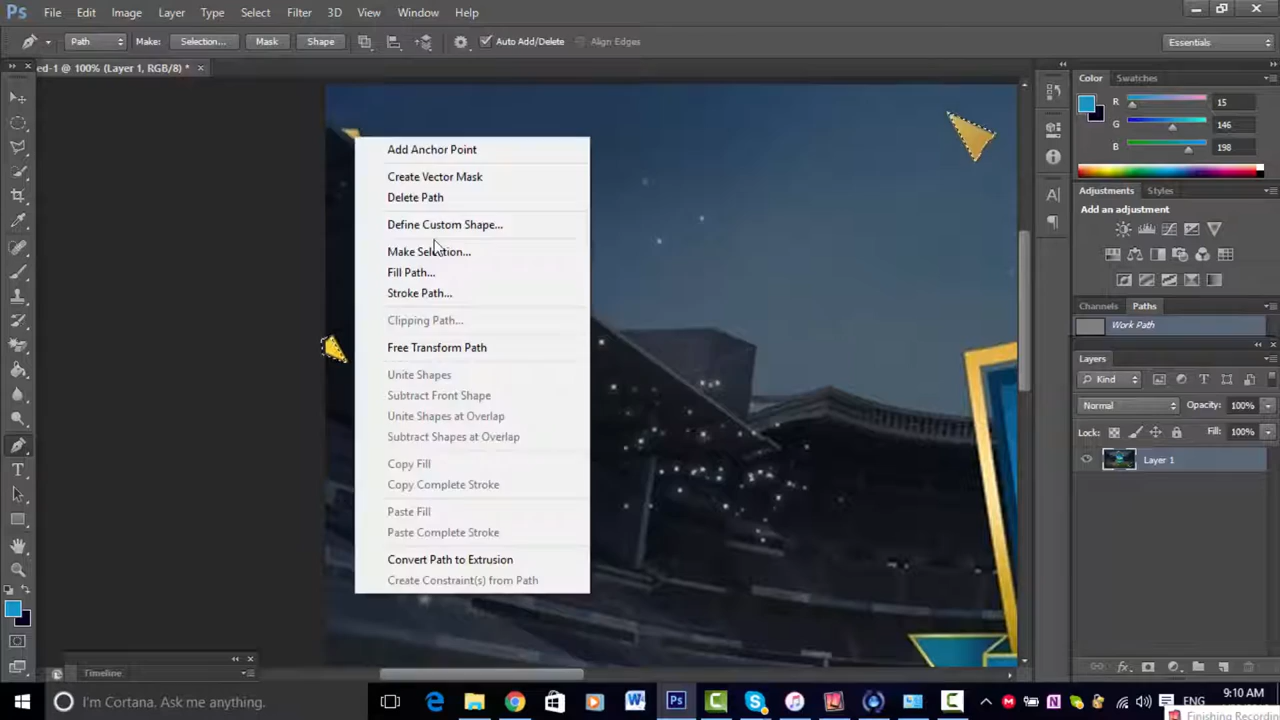 Ps File Edit Image Layer Type Select Filter 3D View Window Help
Path Make: Selection... Mask Shape Auto Add/Delete Align Edges Essentials
ed-1 @ 100% (Layer 1, RGB/8) *
Color Swatches
R 15
G 146
B 198
Adjustments Styles
Add an adjustment
Channels Paths
Work Path
Layers
Kind
Normal Opacity: 100%
Lock: Fill: 100%
Layer 1
Add Anchor Point
Create Vector Mask
Delete Path
Define Custom Shape...
Make Selection...
Fill Path...
Stroke Path...
Clipping Path...
Free Transform Path
Unite Shapes
Subtract Front Shape
Unite Shapes at Overlap
Subtract Shapes at Overlap
Copy Fill
Copy Complete Stroke
Paste Fill
Paste Complete Stroke
Convert Path to Extrusion
Create Constraint(s) from Path
Timeline
I'm Cortana. Ask me anything.
ENG
9:10 AM
Finishing Recording